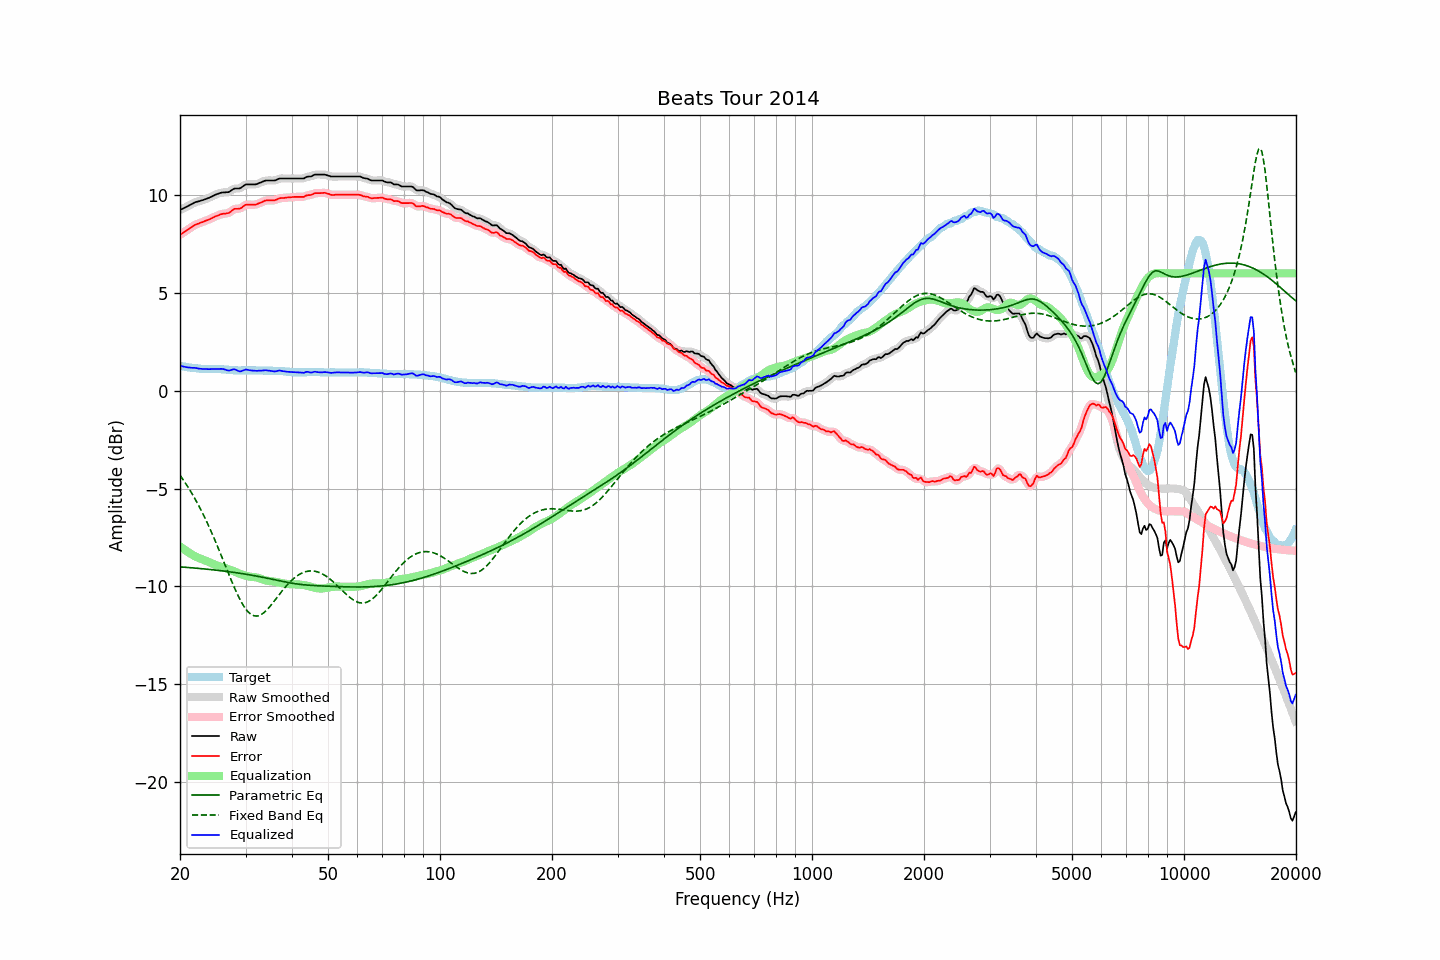 Beats Tour 2014
Amplitude (dBr)
10
5
0
−5
−10
−15
−20
Target
Raw Smoothed
Error Smoothed
Raw
Error
Equalization
Parametric Eq
Fixed Band Eq
Equalized
20 50 100 200 500 1000 2000 5000 10000 20000
Frequency (Hz)